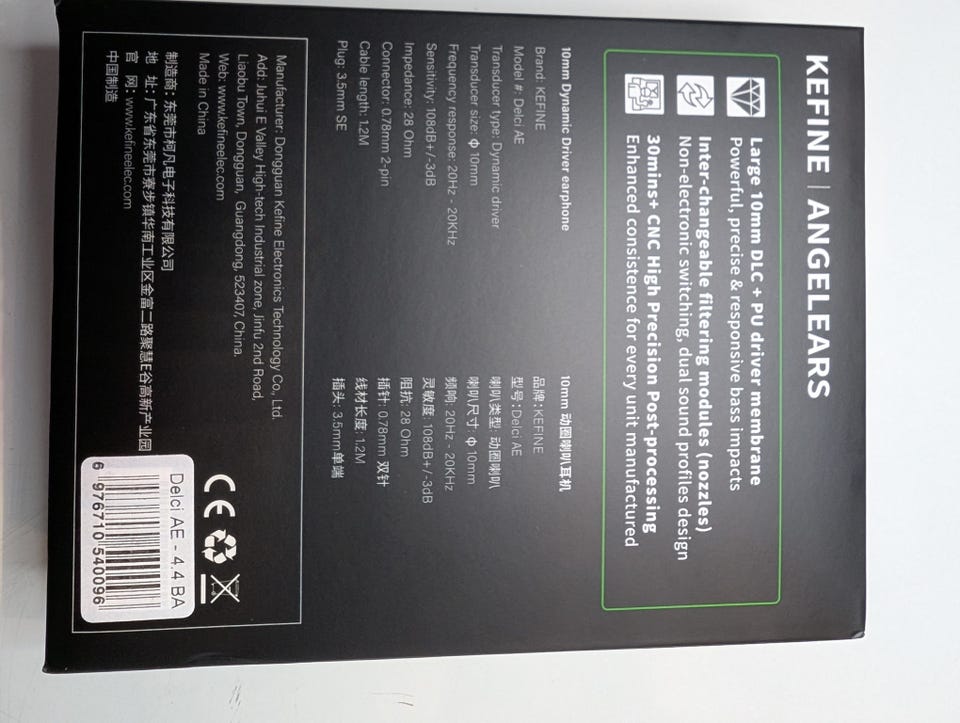 KEFINE | ANGELEARS
Large 10mm DLC + PU driver membrane
Powerful, precise & responsive bass impacts
Inter-changeable filtering modules (nozzles)
Non-electronic switching, dual sound profiles design
30mins+ CNC High Precision Post-processing
Enhanced consistence for every unit manufactured
10mm Dynamic Driver earphone
Brand: KEFINE
Model #: Delci AE
Transducer type: Dynamic driver
Transducer size: ф 10mm
Frequency response: 20Hz - 20KHz
Sensitivity: 108dB+/-3dB
Impedance: 28 Ohm
Connector: 0.78mm 2-pin
Cable length: 1.2M
Plug: 3.5mm SE
10mm 动圈喇叭耳机
品牌: KEFINE
型号: Delci AE
喇叭类型: 动圈喇叭
喇叭尺寸: ф 10mm
频响: 20Hz - 20KHz
灵敏度: 108dB+/-3dB
阻抗: 28 Ohm
插针: 0.78mm 双针
线材长度: 1.2M
插头: 3.5mm单端
Manufacturer: Dongguan Kefine Electronics Technology Co., Ltd.
Add: Juhui E Valley High-tech Industrial zone, Jinfu 2nd Road,
Liaobu Town, Dongguan, Guangdong, 523407, China.
Web: www.kefineelec.com
Made in China
制造商: 东莞市柯凡电子科技有限公司
地 址: 广东省东莞市寮步镇华南工业区金富二路聚慧E谷高新产业园
官 网: www.kefineelec.com
中国制造
CE
Delci AE - 4.4 BA
6 976710 540096